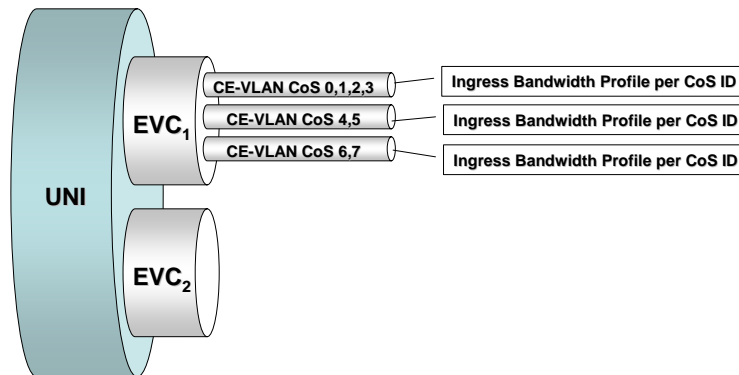 CE-VLAN CoS 0,1,2,3
Ingress Bandwidth Profile per CoS ID
EVC1
CE-VLAN CoS 4,5
Ingress Bandwidth Profile per CoS ID
CE-VLAN CoS 6,7
Ingress Bandwidth Profile per CoS ID
UNI
EVC2